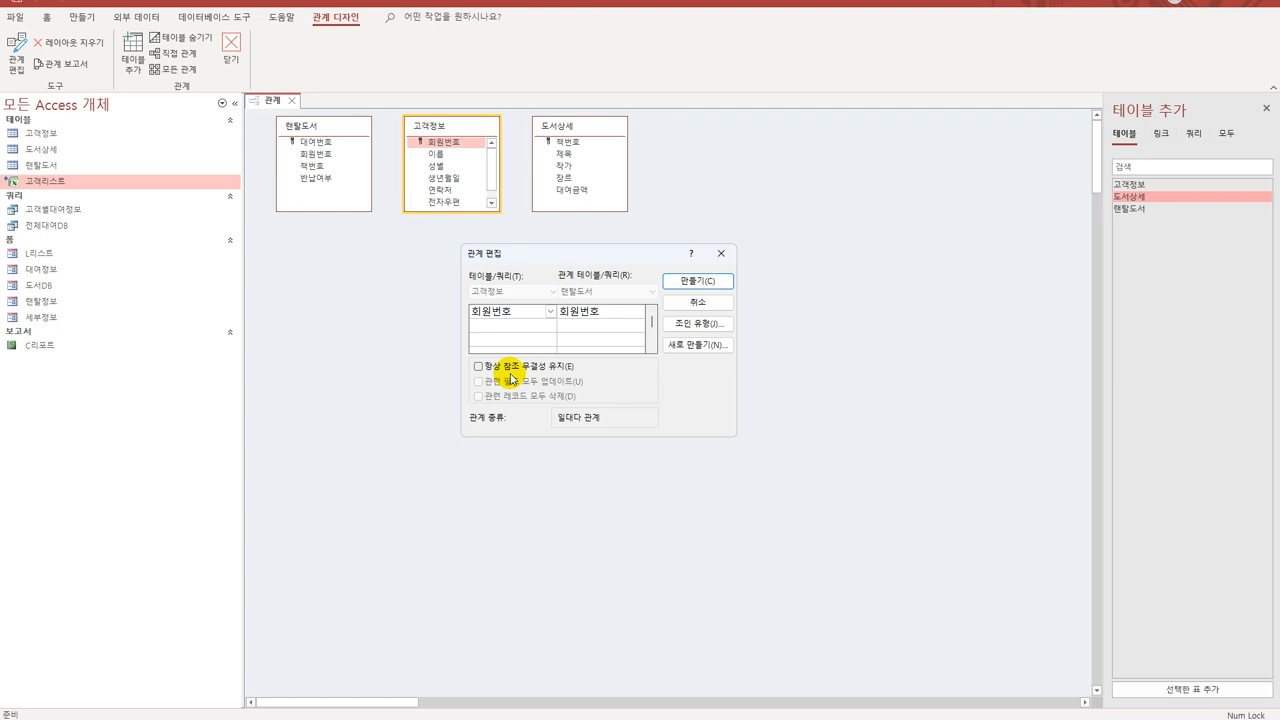 파일 홈 만들기 외부 데이터 데이터베이스 도구 도움말 관계 디자인 어떤 작업을 원하시나요?
관계 편집
레이아웃 지우기
관계 보고서
도구
테이블 추가
테이블 숨기기
직접 관계
모든 관계
닫기
관계
모든 Access 개체
테이블
고객정보
도서상세
랜탈도서
고객리스트
쿼리
고객별대여정보
전체대여DB
폼
L리스트
대여정보
도서DB
랜탈정보
세부정보
보고서
C리포트
관계
랜탈도서
대여번호
회원번호
책번호
반납여부
고객정보
회원번호
이름
성별
생년월일
연락저
전자우편
도서상세
책번호
제목
작가
장르
대여금액
관계 편집
?
테이블/쿼리(T): 관계 테이블/쿼리(R):
고객정보 랜탈도서
회원번호 회원번호
만들기(C)
취소
조인 유형(J)...
새로 만들기(N)...
항상 참조 무결성 유지(E)
관련 모두 업데이트(U)
관련 레코드 모두 삭제(D)
관계 종류: 일대다 관계
테이블 추가
테이블 링크 쿼리 모두
검색
고객정보
도서상세
랜탈도서
선택한 표 추가
준비
Num Lock